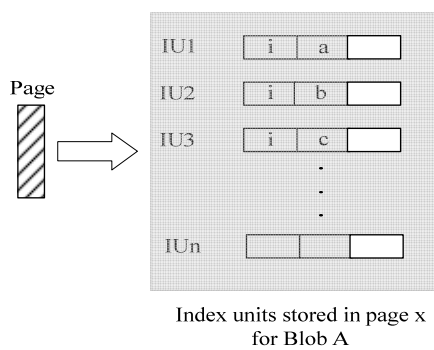 IU1 i a
Page
IU2 i b
IU3 i c
IUn
Index units stored in page x
for Blob A